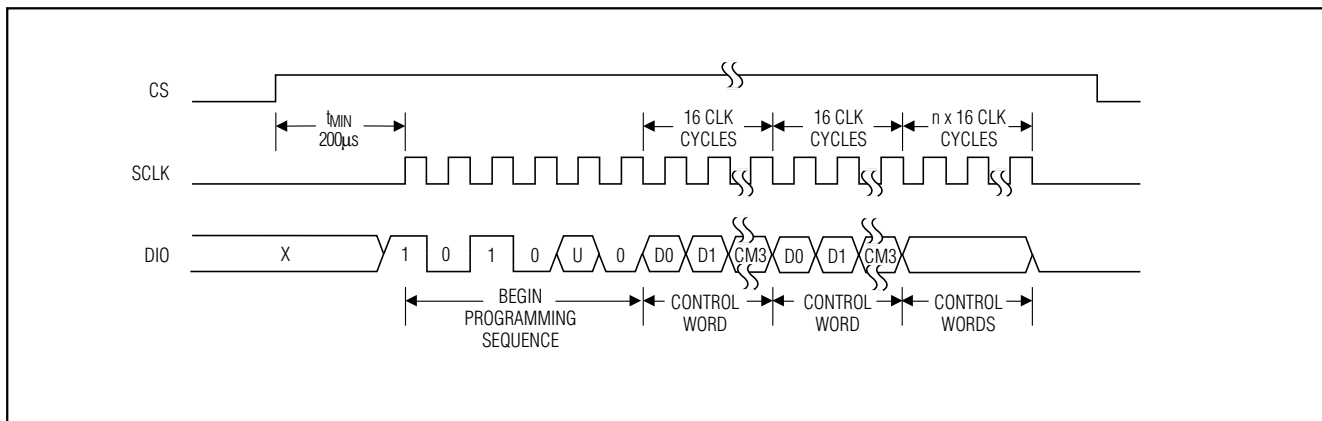 CS
tMIN
200µs
16 CLK
CYCLES
16 CLK
CYCLES
n x 16 CLK
CYCLES
SCLK
DIO
X
1
0
1
0
U
0
D0
D1
CM3
D0
D1
CM3
BEGIN
PROGRAMMING
SEQUENCE
CONTROL
WORD
CONTROL
WORD
CONTROL
WORDS